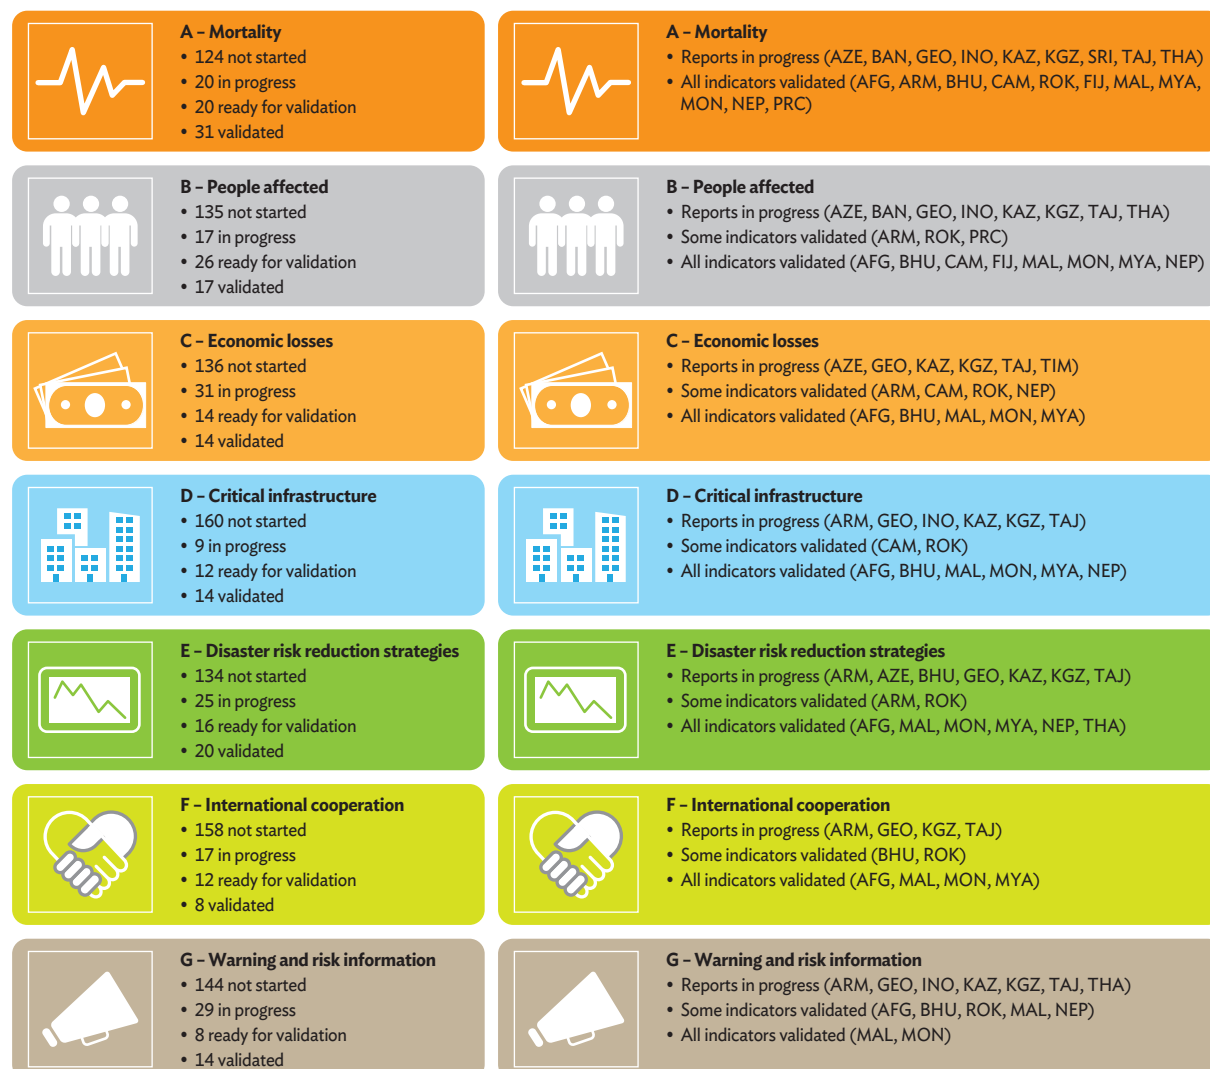 A – Mortality
• 124 not started
• 20 in progress
• 20 ready for validation
• 31 validated
A – Mortality
• Reports in progress (AZE, BAN, GEO, INO, KAZ, KGZ, SRI, TAJ, THA)
• All indicators validated (AFG, ARM, BHU, CAM, ROK, FIJ, MAL, MYA,
MON, NEP, PRC)
B – People affected
• 135 not started
• 17 in progress
• 26 ready for validation
• 17 validated
B – People affected
• Reports in progress (AZE, BAN, GEO, INO, KAZ, KGZ, TAJ, THA)
• Some indicators validated (ARM, ROK, PRC)
• All indicators validated (AFG, BHU, CAM, FIJ, MAL, MON, MYA, NEP)
C – Economic losses
• 136 not started
• 31 in progress
• 14 ready for validation
• 14 validated
C – Economic losses
• Reports in progress (AZE, GEO, KAZ, KGZ, TAJ, TIM)
• Some indicators validated (ARM, CAM, ROK, NEP)
• All indicators validated (AFG, BHU, MAL, MON, MYA)
D – Critical infrastructure
• 160 not started
• 9 in progress
• 12 ready for validation
• 14 validated
D – Critical infrastructure
• Reports in progress (ARM, GEO, INO, KAZ, KGZ, TAJ)
• Some indicators validated (CAM, ROK)
• All indicators validated (AFG, BHU, MAL, MON, MYA, NEP)
E – Disaster risk reduction strategies
• 134 not started
• 25 in progress
• 16 ready for validation
• 20 validated
E – Disaster risk reduction strategies
• Reports in progress (ARM, AZE, BHU, GEO, KAZ, KGZ, TAJ)
• Some indicators validated (ARM, ROK)
• All indicators validated (AFG, MAL, MON, MYA, NEP, THA)
F – International cooperation
• 158 not started
• 17 in progress
• 12 ready for validation
• 8 validated
F – International cooperation
• Reports in progress (ARM, GEO, KGZ, TAJ)
• Some indicators validated (BHU, ROK)
• All indicators validated (AFG, MAL, MON, MYA)
G – Warning and risk information
• 144 not started
• 29 in progress
• 8 ready for validation
• 14 validated
G – Warning and risk information
• Reports in progress (ARM, GEO, INO, KAZ, KGZ, TAJ, THA)
• Some indicators validated (AFG, BHU, ROK, MAL, NEP)
• All indicators validated (MAL, MON)